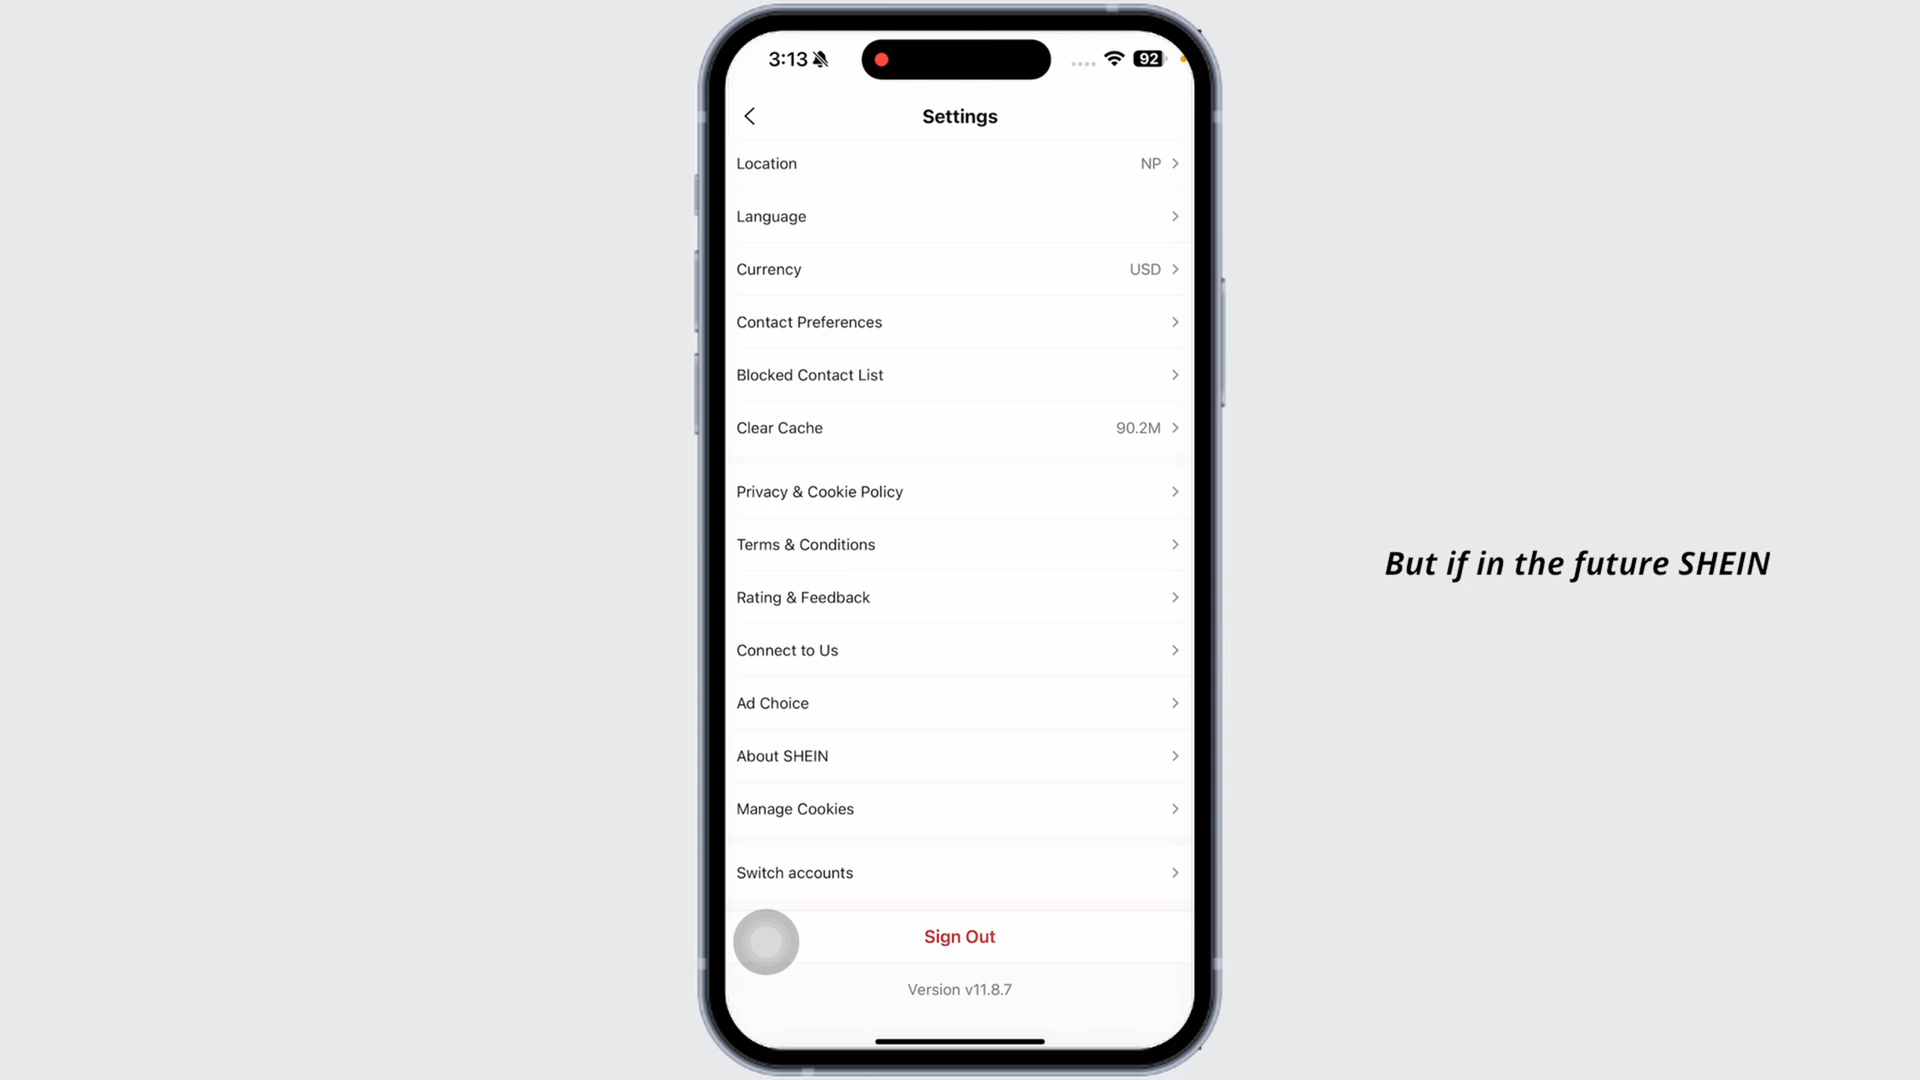 3:13
92
Settings
Location NP
Language
Currency USD
Contact Preferences
Blocked Contact List
Clear Cache 90.2M
Privacy & Cookie Policy
Terms & Conditions
Rating & Feedback
Connect to Us
Ad Choice
About SHEIN
Manage Cookies
Switch accounts
Sign Out
Version v11.8.7
But if in the future SHEIN